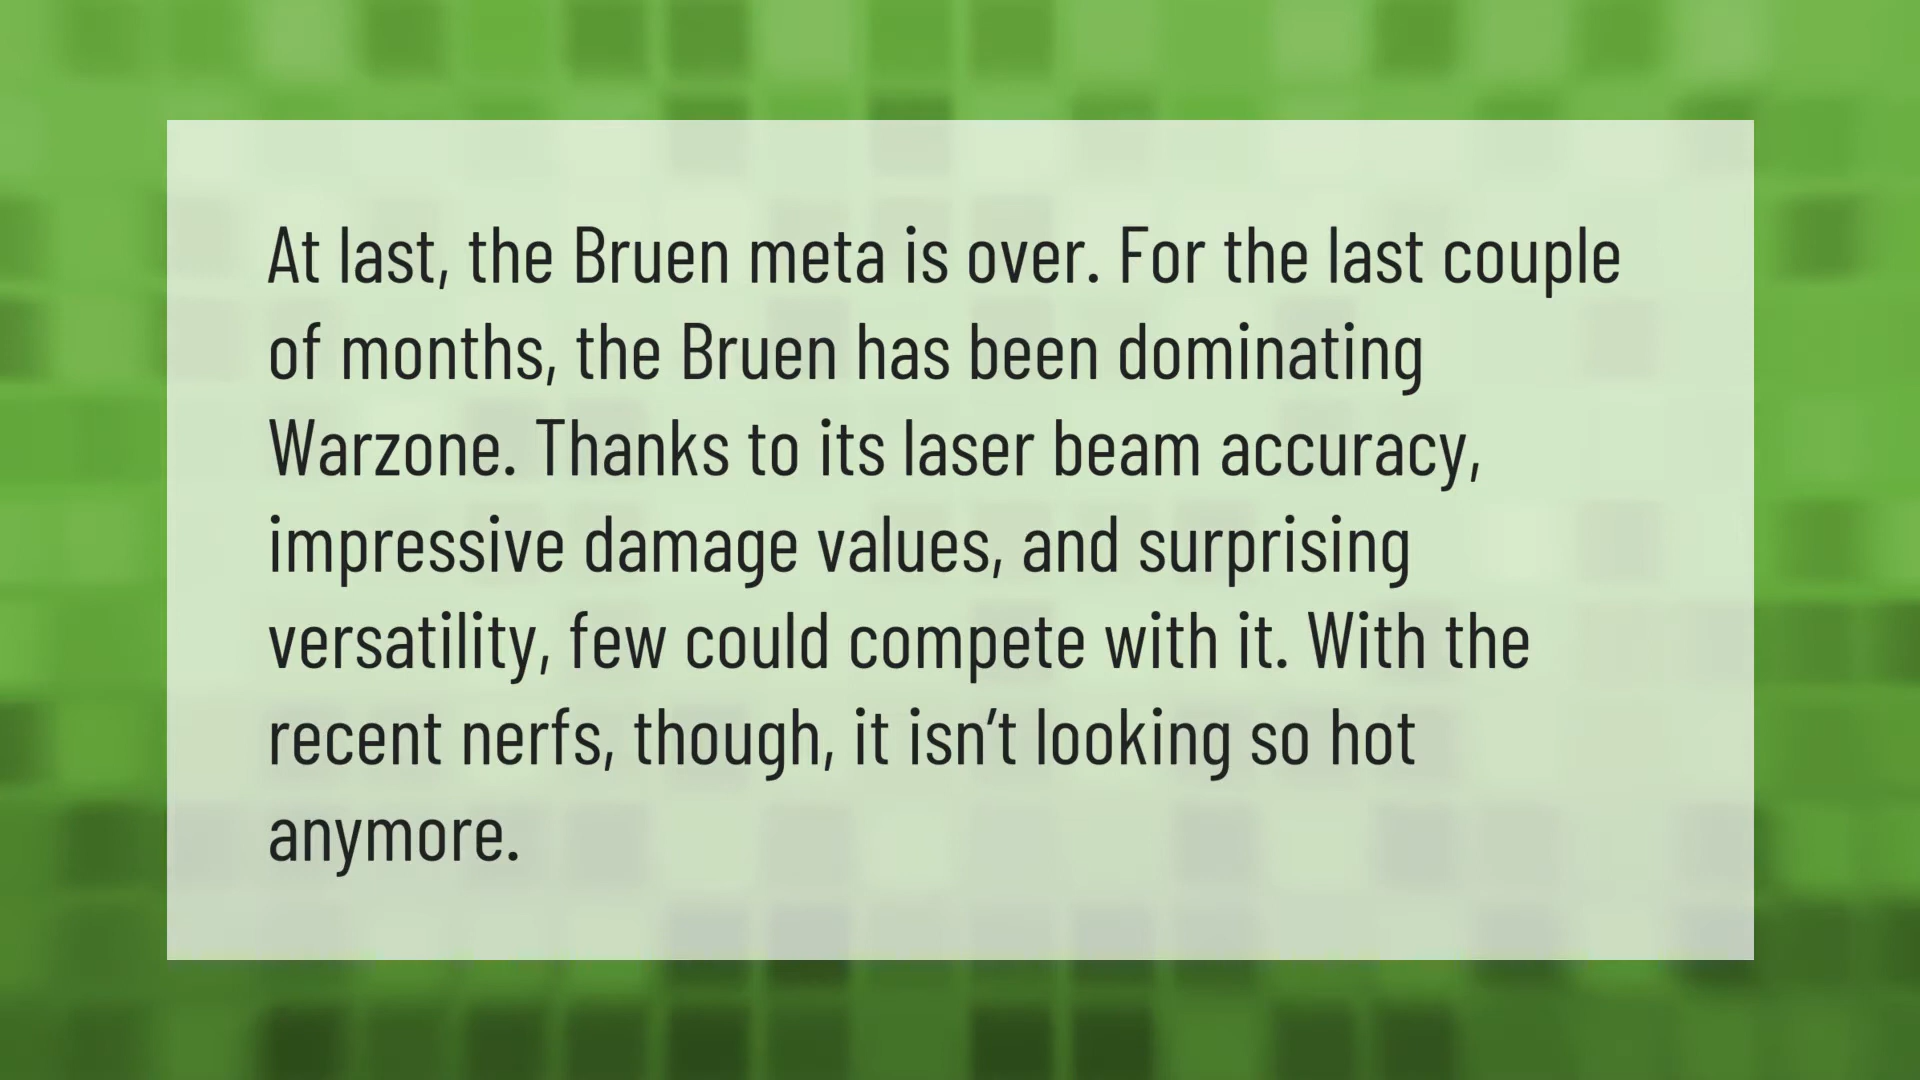 At last, the Bruen meta is over. For the last couple
of months, the Bruen has been dominating
Warzone. Thanks to its laser beam accuracy,
impressive damage values, and surprising
versatility, few could compete with it. With the
recent nerfs, though, it isn’t looking so hot
anymore.